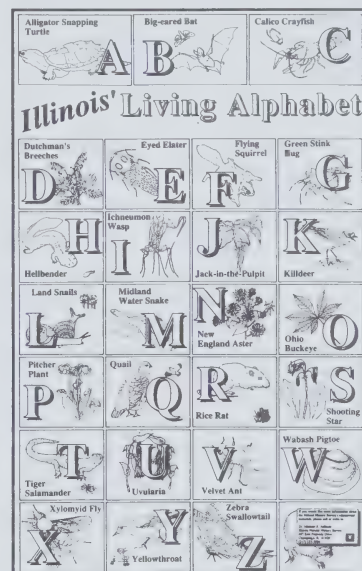 Alligator Snapping
Turtle
A
Big-eared Bat
B
Calico Crayfish
C
Illinois' Living Alphabet
Dutchman's
Breeches
D
Eyed Elater
E
Flying
Squirrel
F
Green Stink
Bug
G
H
Hellbender
Ichneumon
Wasp
I
J
Jack-in-the-Pulpit
K
Killdeer
Land Snails
L
Midland
Water Snake
M
N
New
England Aster
O
Ohio
Buckeye
Pitcher
Plant
P
Quail
Q
R
Rice Rat
S
Shooting
Star
T
Tiger
Salamander
U
Uvularia
V
Velvet Ant
Wabash Pigtoe
W
Xylomyid Fly
X
Y
Yellowthroat
Zebra
Swallowtail
Z